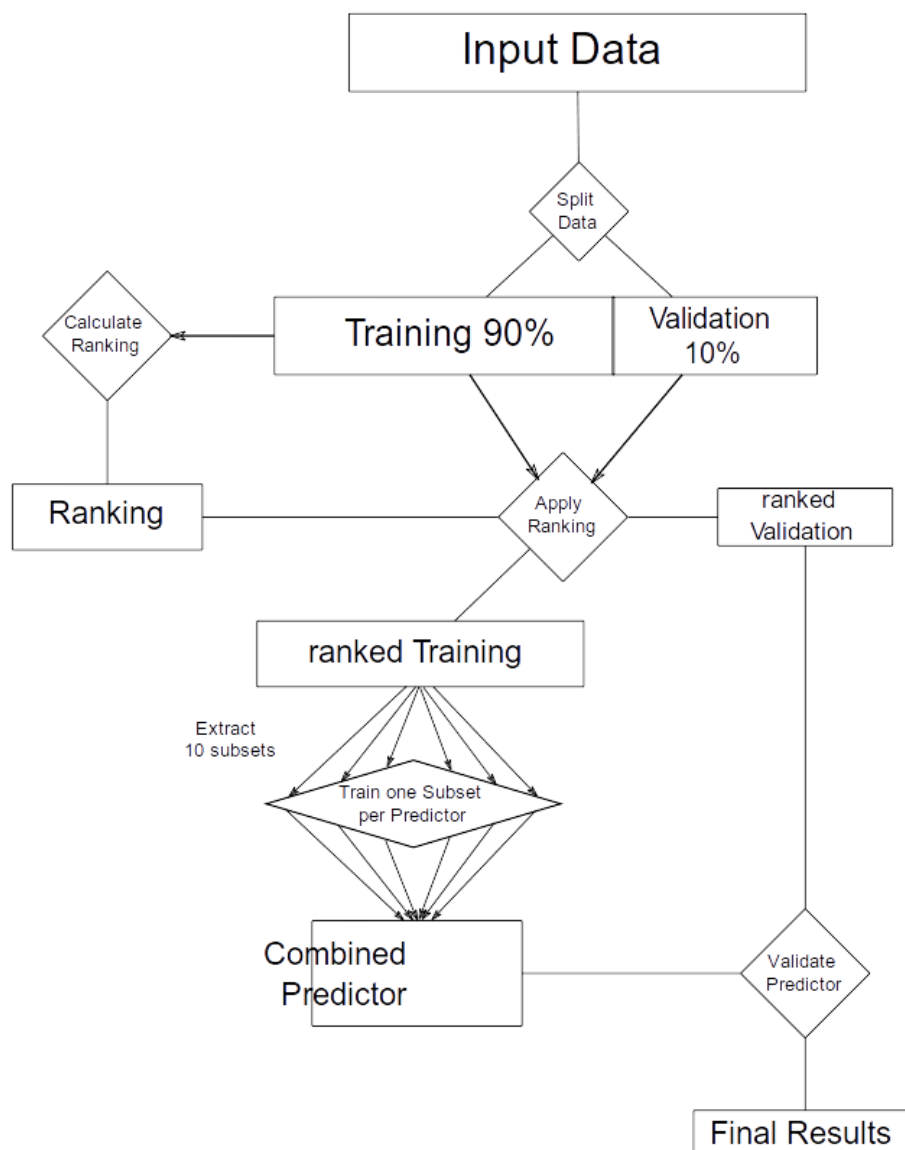 Input Data
Split
Data
Calculate
Ranking
Training 90%
Validation
10%
Ranking
Apply
Ranking
ranked
Validation
ranked Training
Extract
10 subsets
Train one Subset
per Predictor
Combined
Predictor
Validate
Predictor
Final Results